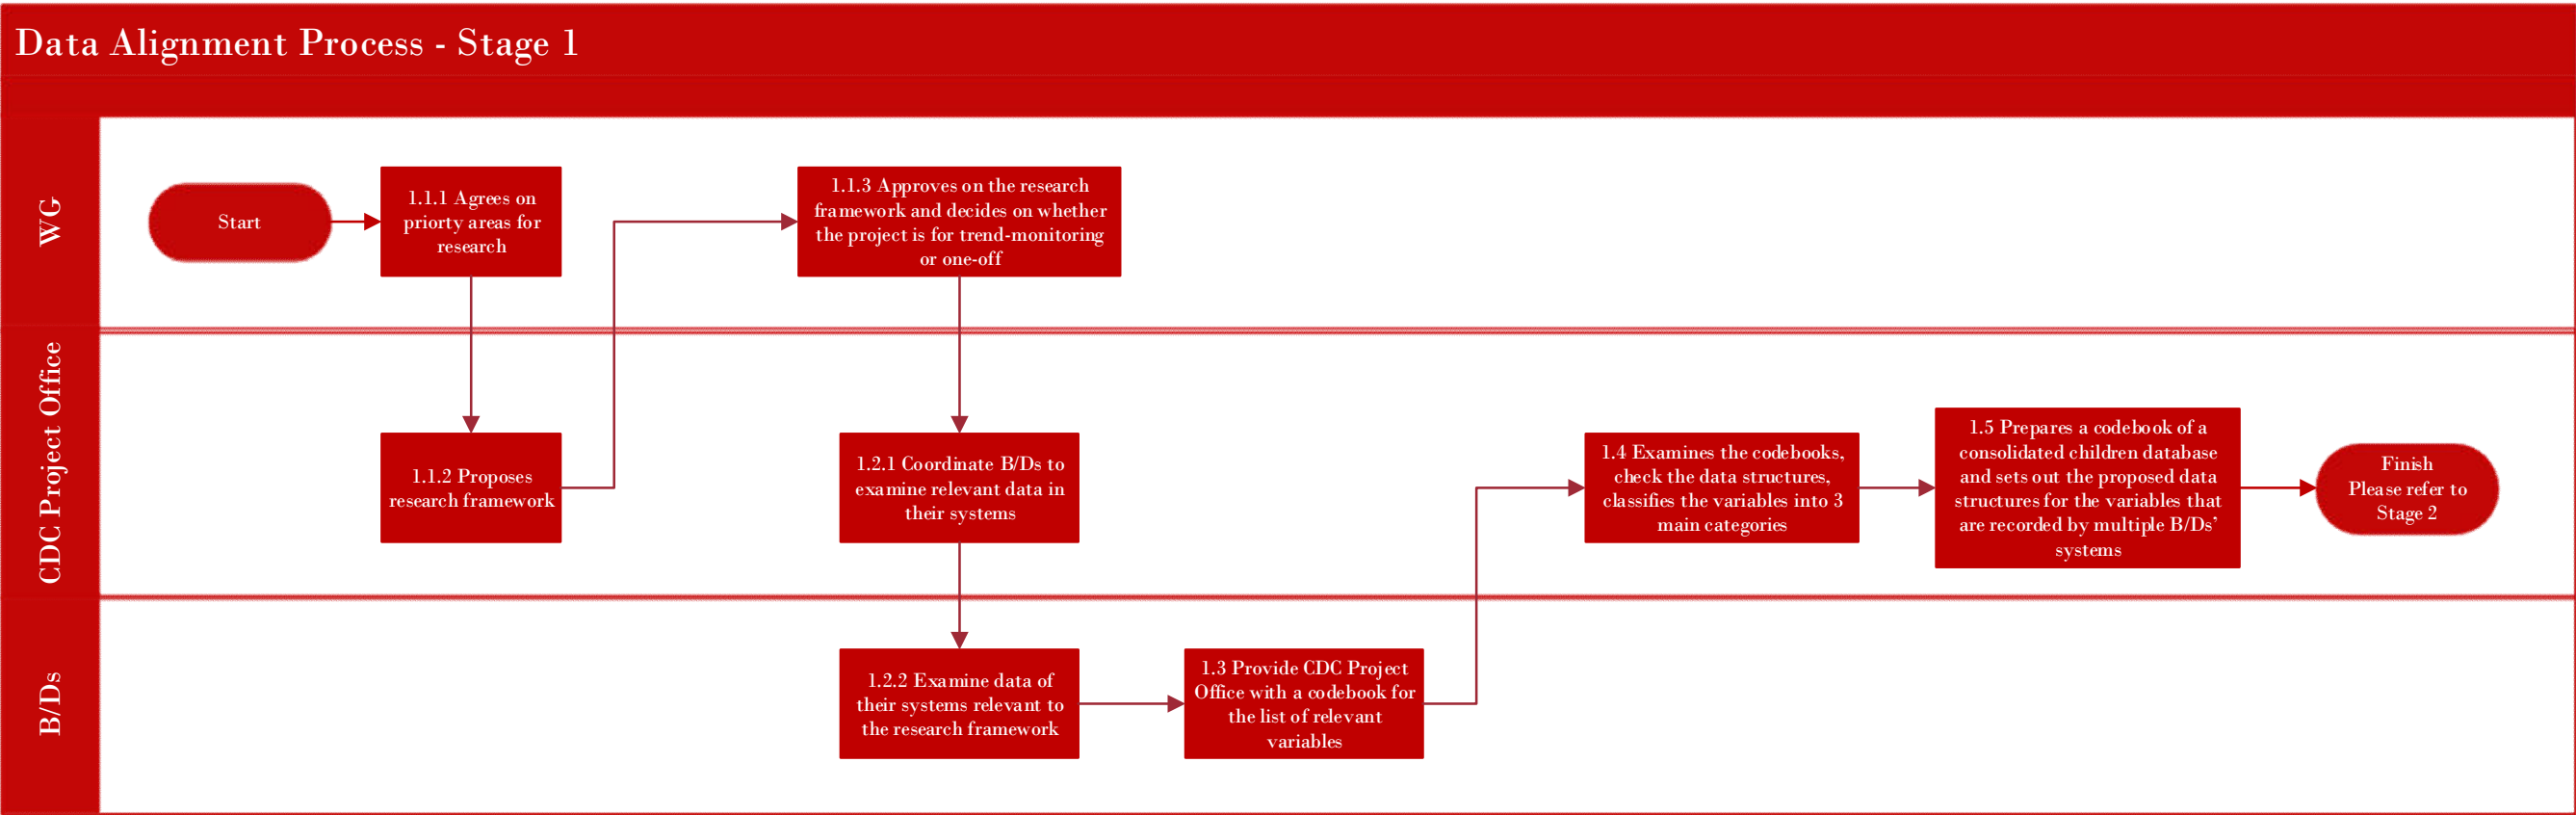 Data Alignment Process - Stage 1
WG
Start
1.1.1 Agrees on
priorty areas for
research
1.1.3 Approves on the research
framework and decides on whether
the project is for trend-monitoring
or one-off
CDC Project Office
1.1.2 Proposes
research framework
1.2.1 Coordinate B/Ds to
examine relevant data in
their systems
1.4 Examines the codebooks,
check the data structures,
classifies the variables into 3
main categories
1.5 Prepares a codebook of a
consolidated children database
and sets out the proposed data
structures for the variables that
are recorded by multiple B/Ds’
systems
Finish
Please refer to
Stage 2
B/Ds
1.2.2 Examine data of
their systems relevant to
the research framework
1.3 Provide CDC Project
Office with a codebook for
the list of relevant
variables